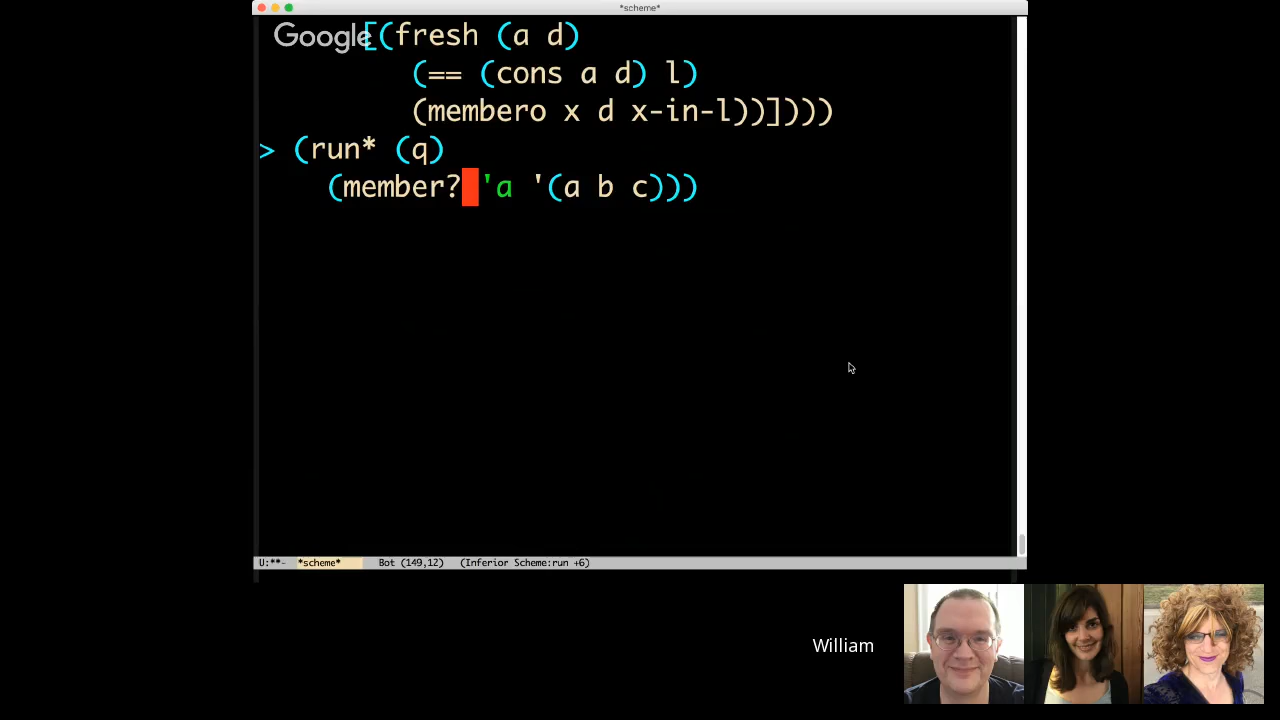 *scheme*
Google [(fresh (a d)
(== (cons a d) l)
(membero x d x-in-l))])))
> (run* (q)
(member? 'a '(a b c)))
U:**- *scheme* Bot (149,12) (Inferior Scheme:run +6)
William